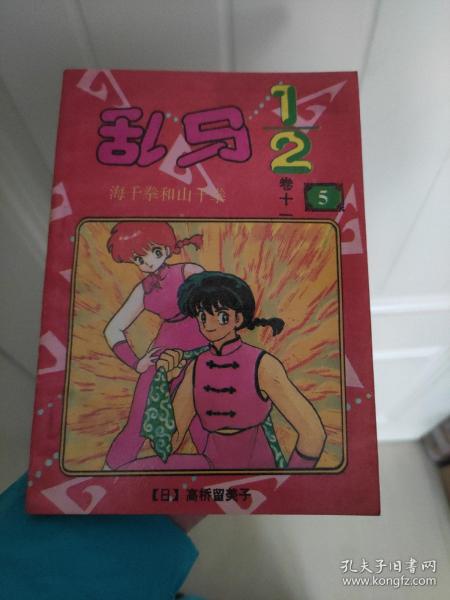 乱马
1/2
卷十一
5
海千拳和山千拳
【日】高桥留美子
孔夫子旧书网
www.kongfz.com